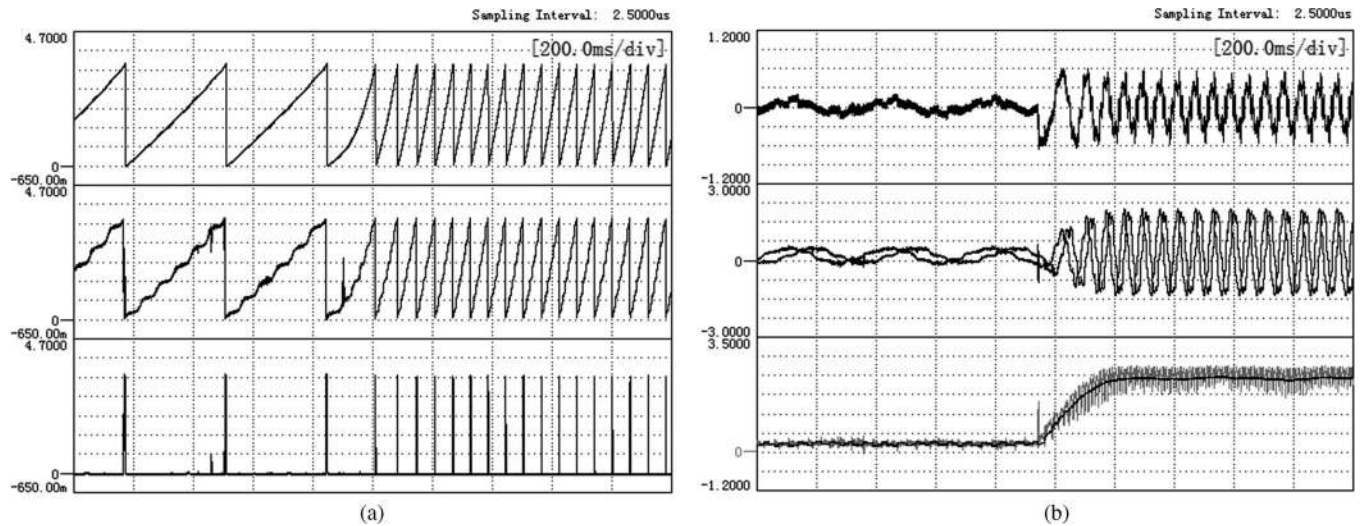 Sampling Interval: 2.5000us
4.7000
[200.0ms/div]
0
-650.00m
4.7000
0
-650.00m
4.7000
0
-650.00m
(a)
Sampling Interval: 2.5000us
1.2000
[200.0ms/div]
0
-1.2000
3.0000
0
-3.0000
3.5000
0
-1.2000
(b)